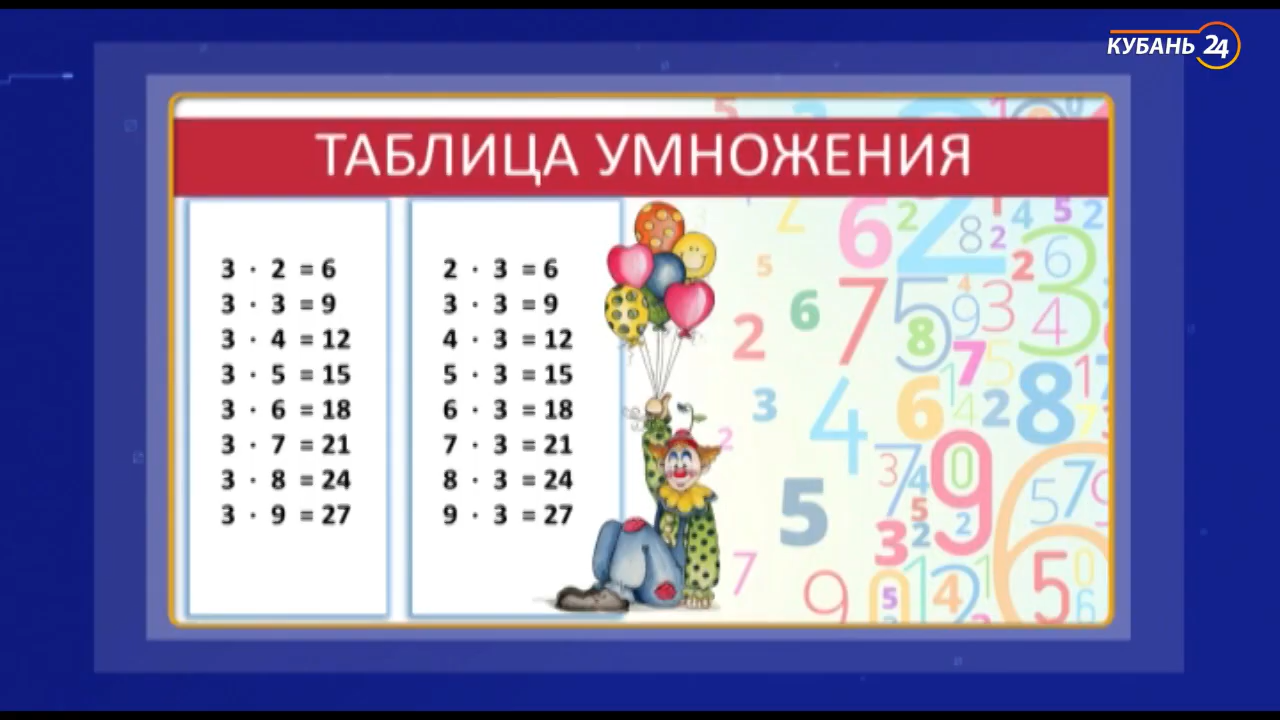 КУБАНЬ 24
ТАБЛИЦА УМНОЖЕНИЯ
3 · 2 = 6
3 · 3 = 9
3 · 4 = 12
3 · 5 = 15
3 · 6 = 18
3 · 7 = 21
3 · 8 = 24
3 · 9 = 27
2 · 3 = 6
3 · 3 = 9
4 · 3 = 12
5 · 3 = 15
6 · 3 = 18
7 · 3 = 21
8 · 3 = 24
9 · 3 = 27